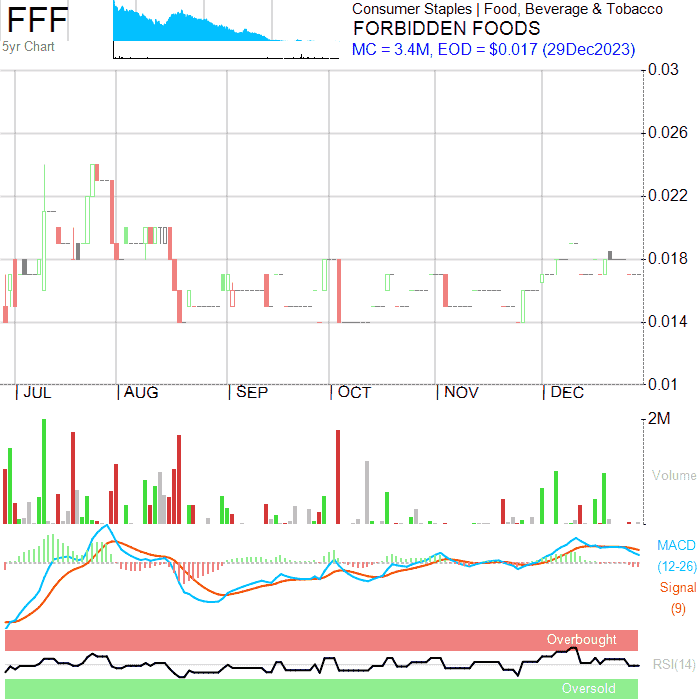 FFF
5yr Chart
Consumer Staples | Food, Beverage & Tobacco
FORBIDDEN FOODS
MC = 3.4M, EOD = $0.017 (29Dec2023)
0.03
0.026
0.022
0.018
0.014
0.01
JUL AUG SEP OCT NOV DEC
2M
Volume
MACD
(12-26)
Signal
(9)
Overbought
RSI(14)
Oversold